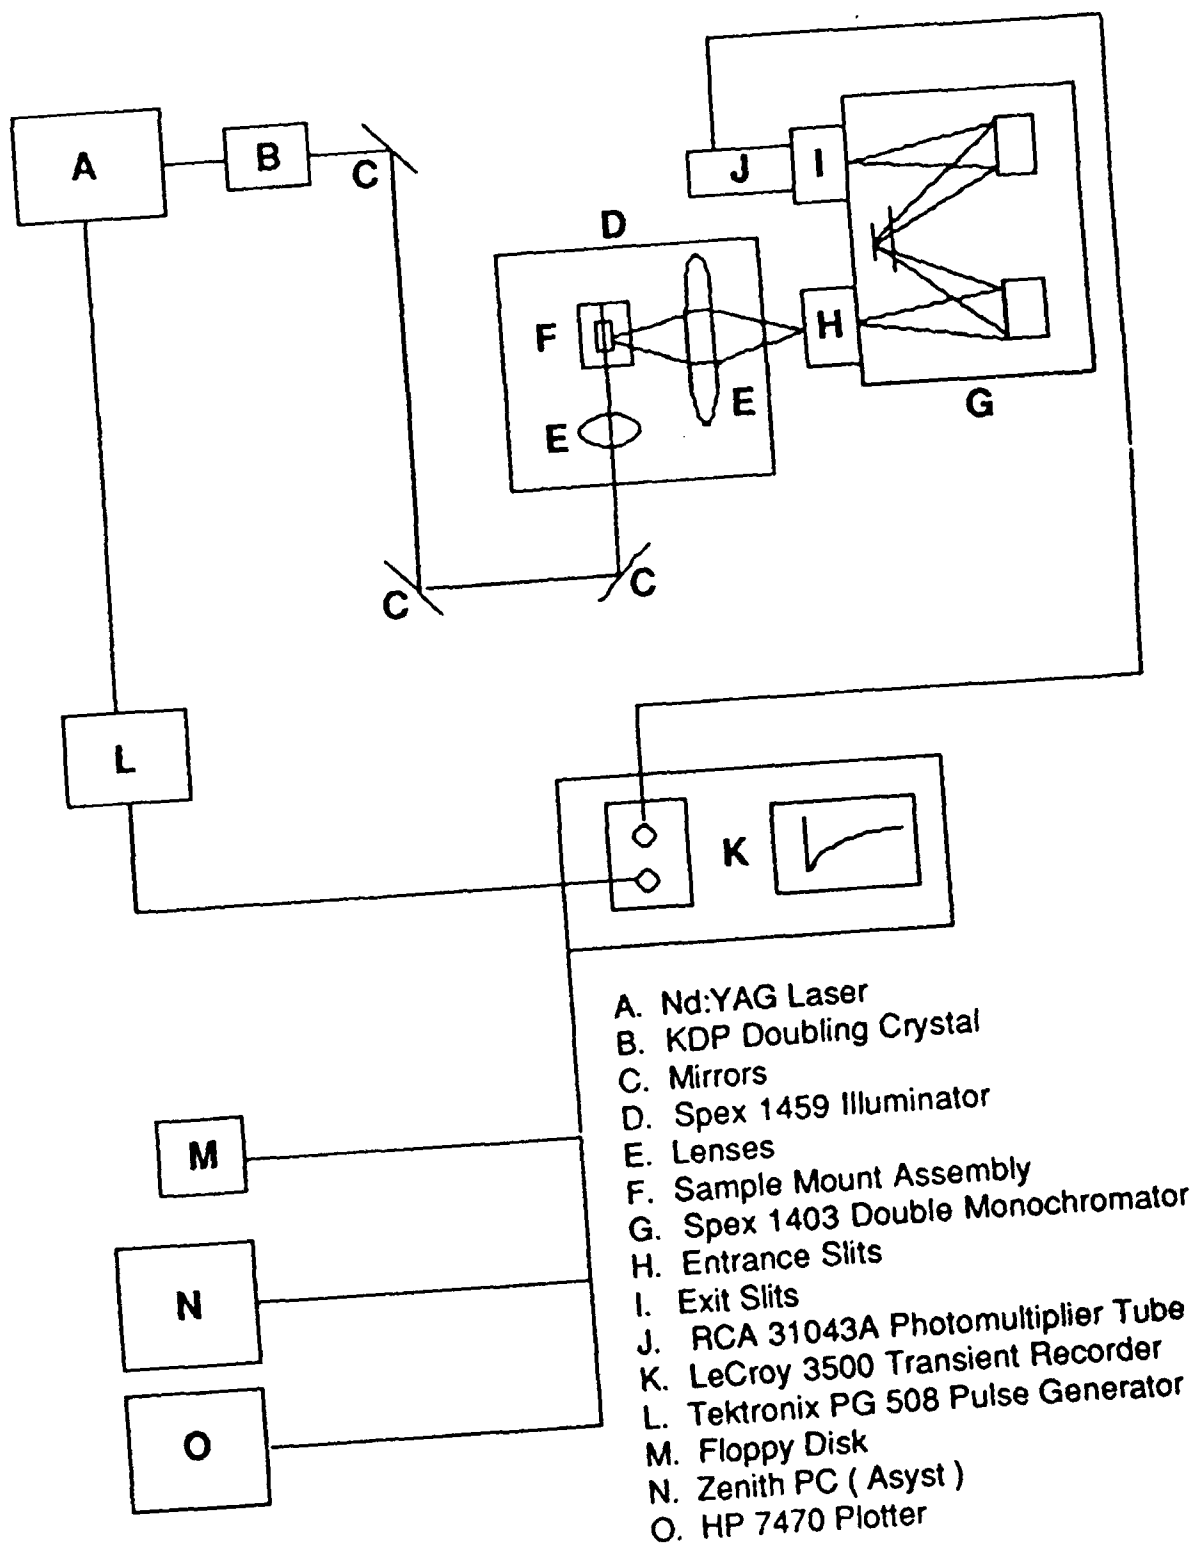 A
B
C
J
I
D
F
H
E
E
G
C
C
L
K
A. Nd:YAG Laser
B. KDP Doubling Crystal
C. Mirrors
D. Spex 1459 Illuminator
E. Lenses
F. Sample Mount Assembly
G. Spex 1403 Double Monochromator
H. Entrance Slits
I. Exit Slits
J. RCA 31043A Photomultiplier Tube
K. LeCroy 3500 Transient Recorder
L. Tektronix PG 508 Pulse Generator
M. Floppy Disk
N. Zenith PC ( Asyst )
O. HP 7470 Plotter
M
N
O